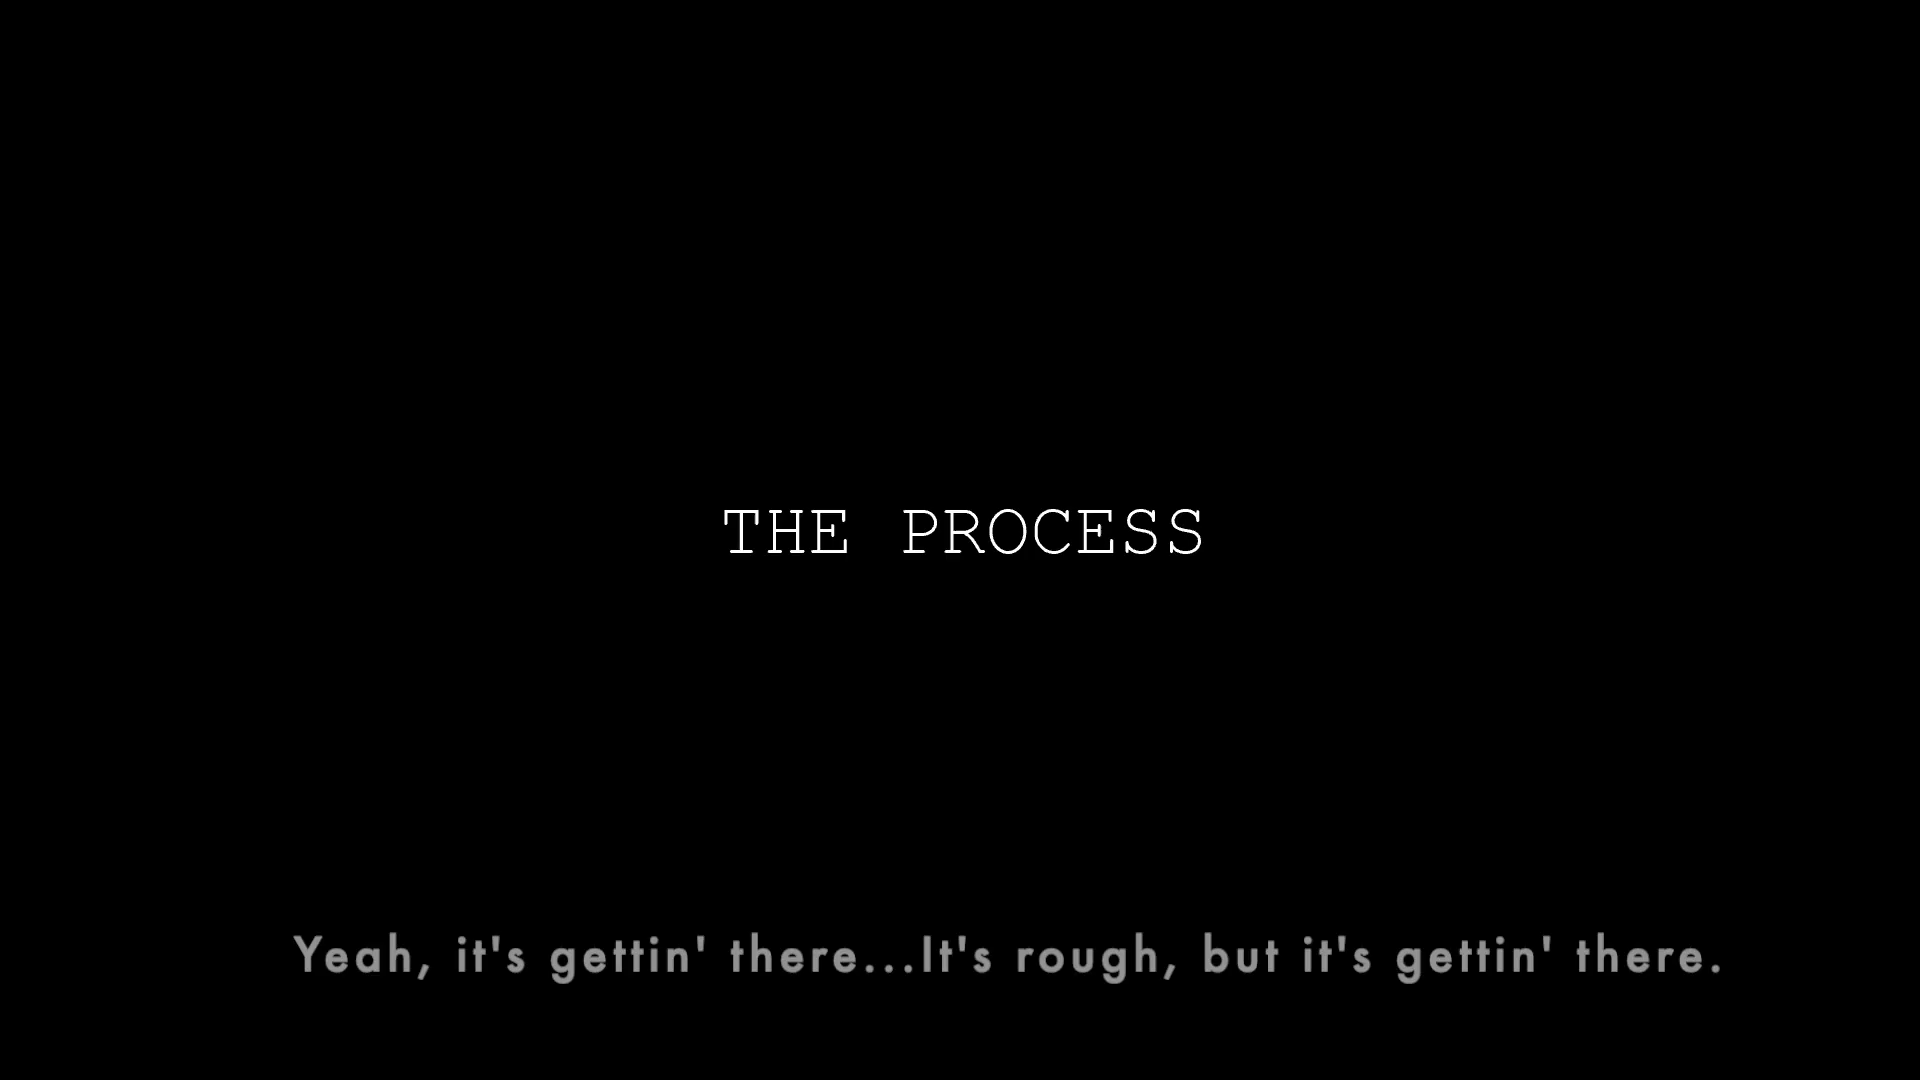 THE PROCESS
Yeah, it's gettin' there...It's rough, but it's gettin' there.